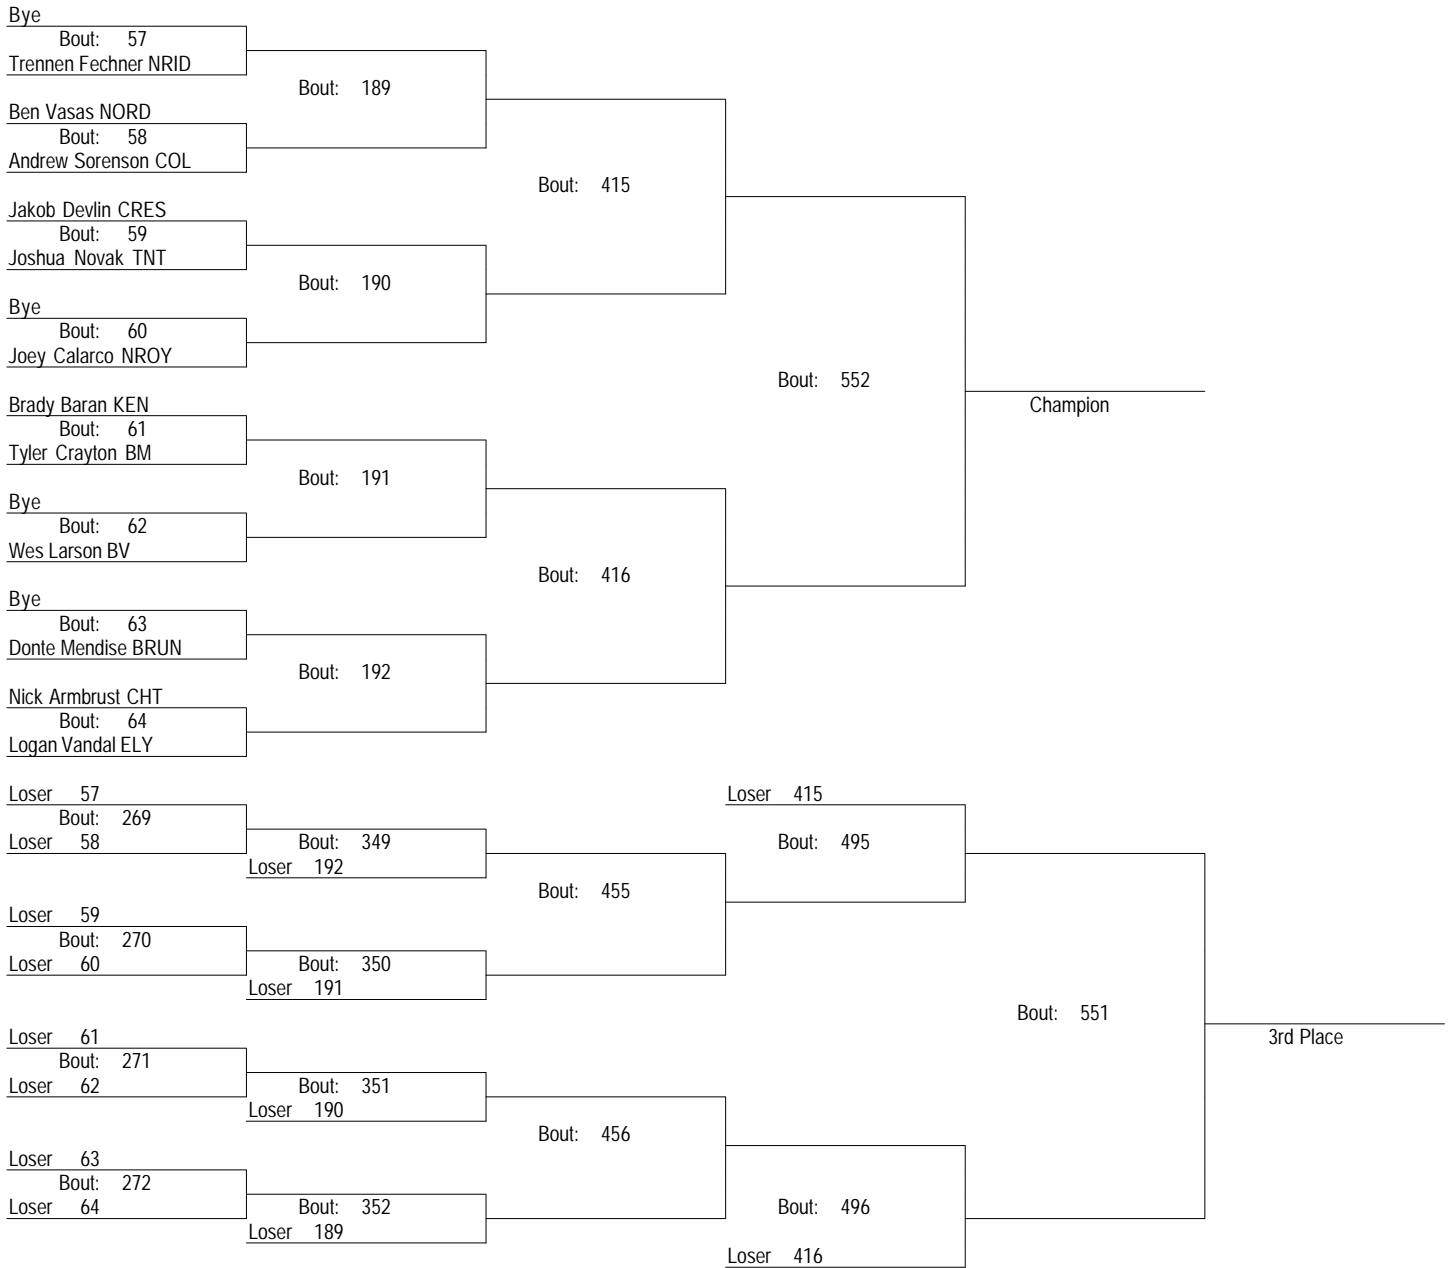 Bye
Bout: 57
Trennen Fechner NRID
Bout: 189
Ben Vasas NORD
Bout: 58
Andrew Sorenson COL
Bout: 415
Jakob Devlin CRES
Bout: 59
Joshua Novak TNT
Bout: 190
Bye
Bout: 60
Joey Calarco NROY
Bout: 552
Champion
Brady Baran KEN
Bout: 61
Tyler Crayton BM
Bout: 191
Bye
Bout: 62
Wes Larson BV
Bout: 416
Bye
Bout: 63
Donte Mendise BRUN
Bout: 192
Nick Armbrust CHT
Bout: 64
Logan Vandal ELY
Loser 57
Bout: 269
Loser 58
Bout: 349
Loser 192
Loser 415
Bout: 495
Bout: 455
Loser 59
Bout: 270
Loser 60
Bout: 350
Loser 191
Bout: 551
3rd Place
Loser 61
Bout: 271
Loser 62
Bout: 351
Loser 190
Bout: 456
Loser 63
Bout: 272
Loser 64
Bout: 352
Loser 189
Bout: 496
Loser 416